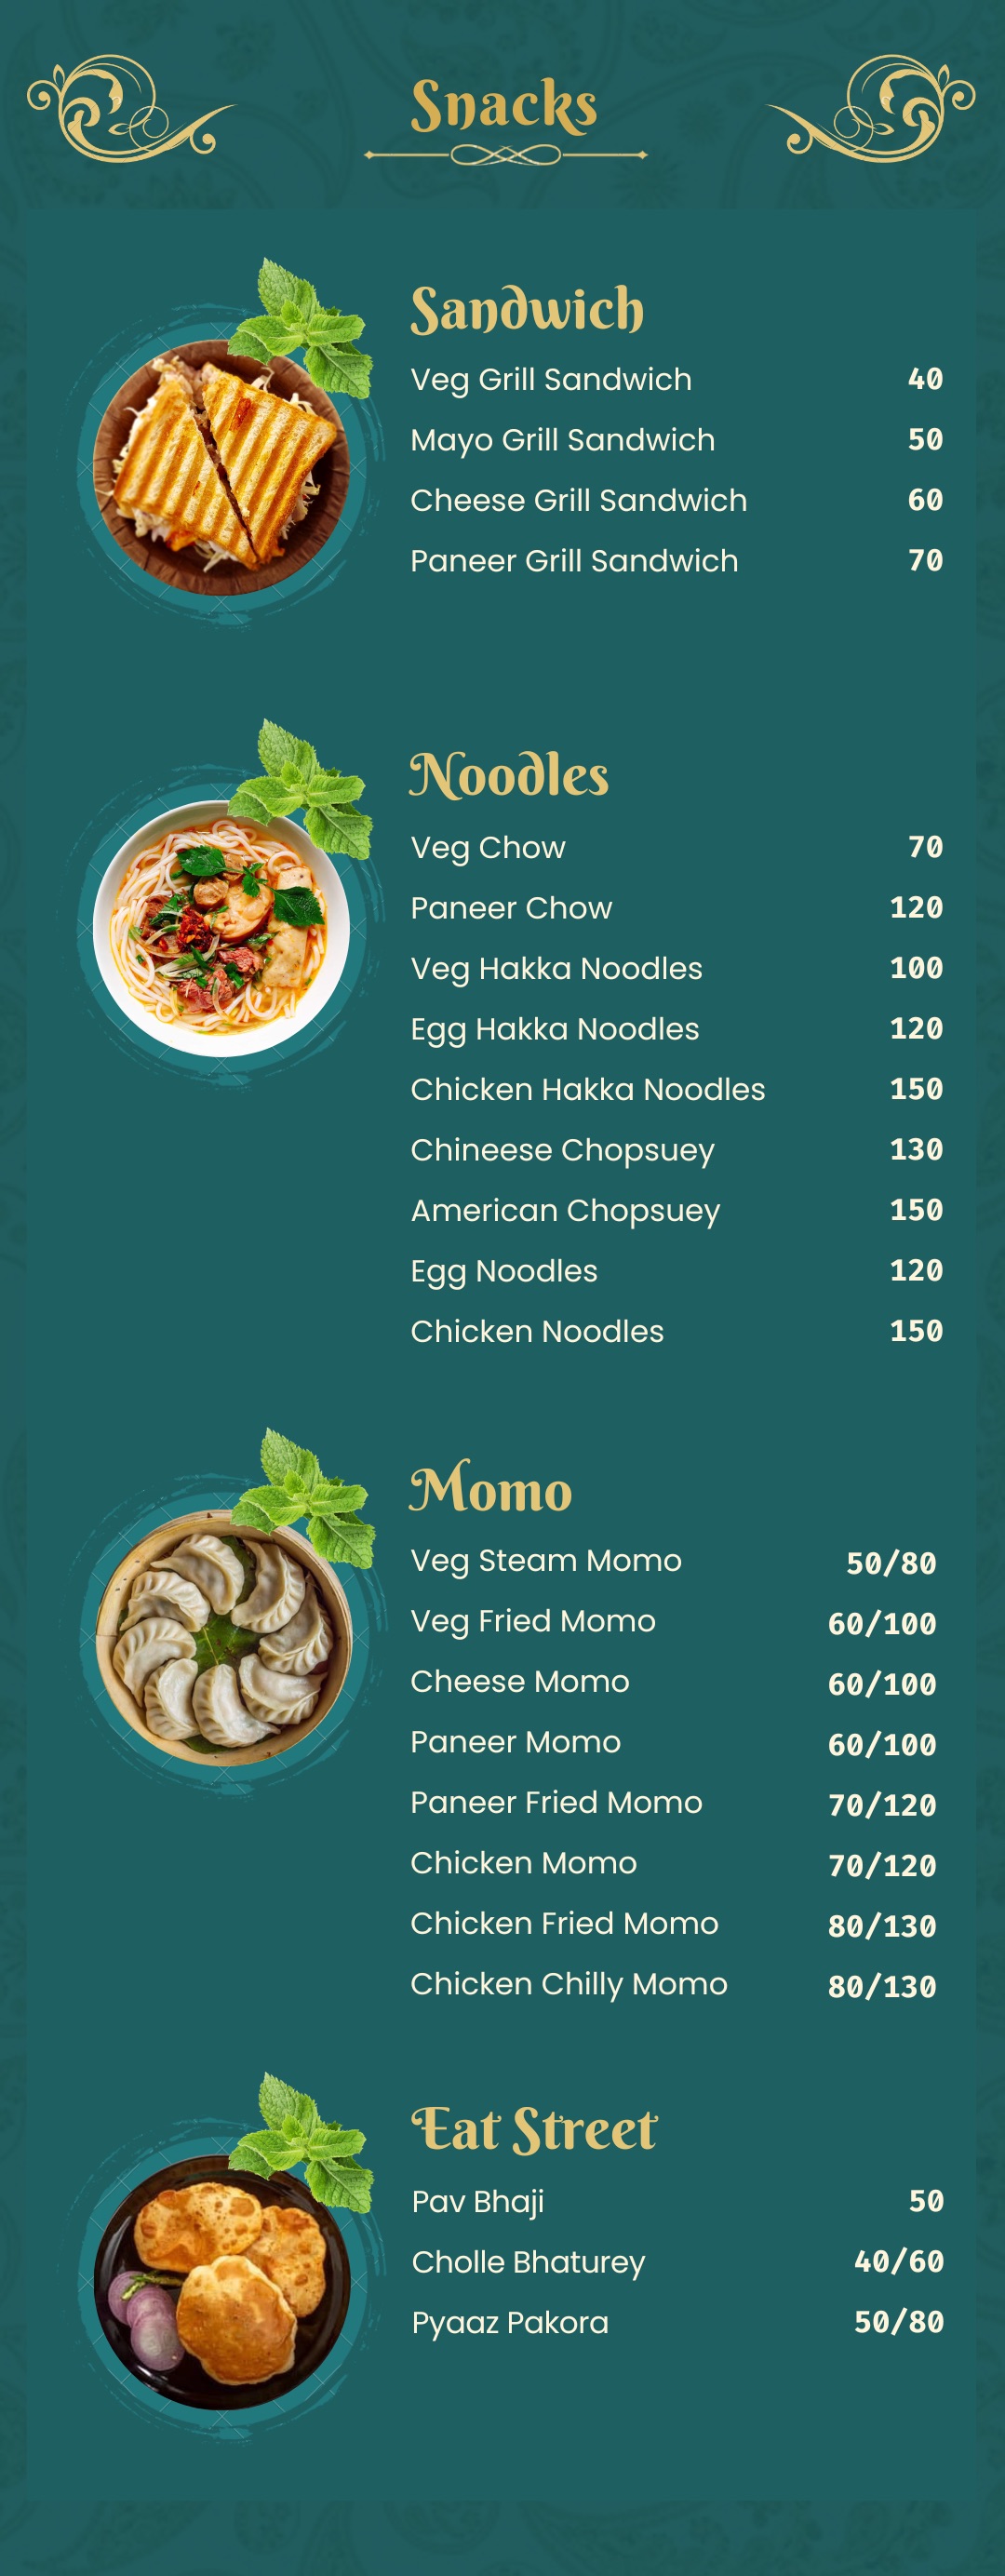 Snacks
Sandwich
Veg Grill Sandwich 40
Mayo Grill Sandwich 50
Cheese Grill Sandwich 60
Paneer Grill Sandwich 70
Noodles
Veg Chow 70
Paneer Chow 120
Veg Hakka Noodles 100
Egg Hakka Noodles 120
Chicken Hakka Noodles 150
Chineese Chopsuey 130
American Chopsuey 150
Egg Noodles 120
Chicken Noodles 150
Momo
Veg Steam Momo 50/80
Veg Fried Momo 60/100
Cheese Momo 60/100
Paneer Momo 60/100
Paneer Fried Momo 70/120
Chicken Momo 70/120
Chicken Fried Momo 80/130
Chicken Chilly Momo 80/130
Eat Street
Pav Bhaji 50
Cholle Bhaturey 40/60
Pyaaz Pakora 50/80